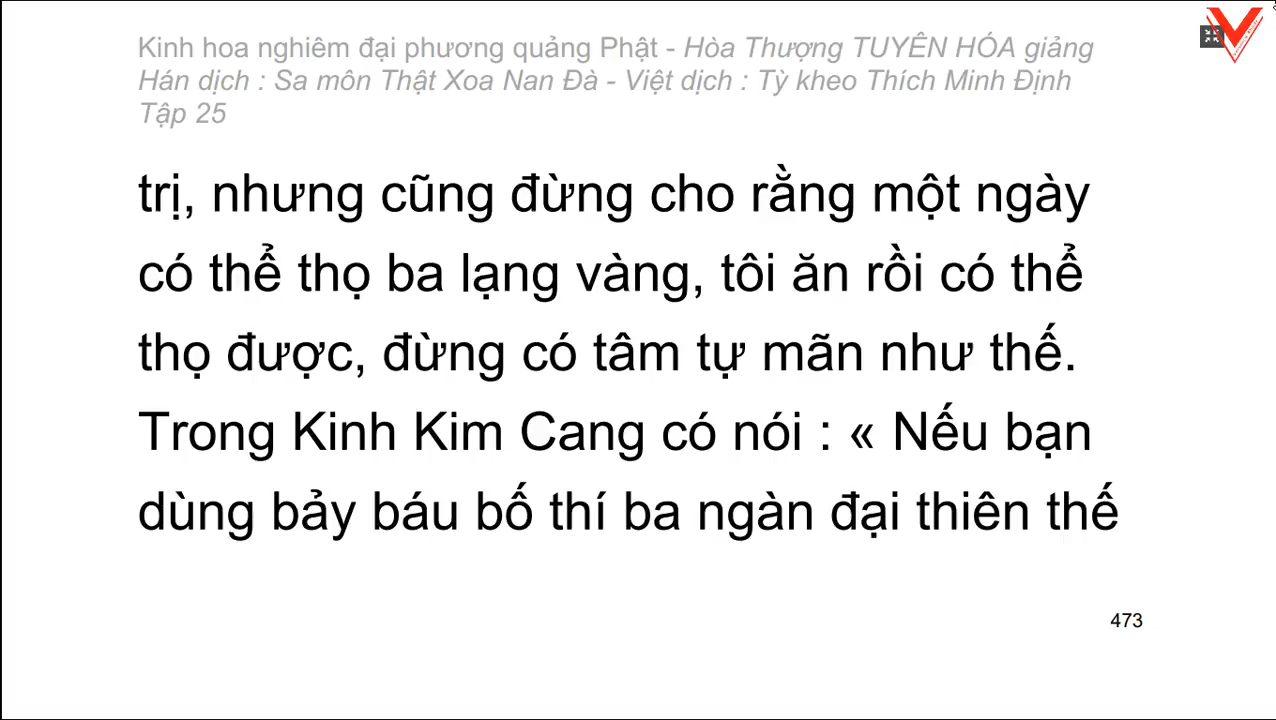 Kinh hoa nghiêm đại phương quảng Phật - Hòa Thượng TUYÊN HÓA giảng
Hán dịch : Sa môn Thật Xoa Nan Đà - Việt dịch : Tỳ kheo Thích Minh Định
Tập 25
trị, nhưng cũng đừng cho rằng một ngày
có thể thọ ba lạng vàng, tôi ăn rồi có thể
thọ được, đừng có tâm tự mãn như thế.
Trong Kinh Kim Cang có nói : « Nếu bạn
dùng bảy báu bố thí ba ngàn đại thiên thế
473